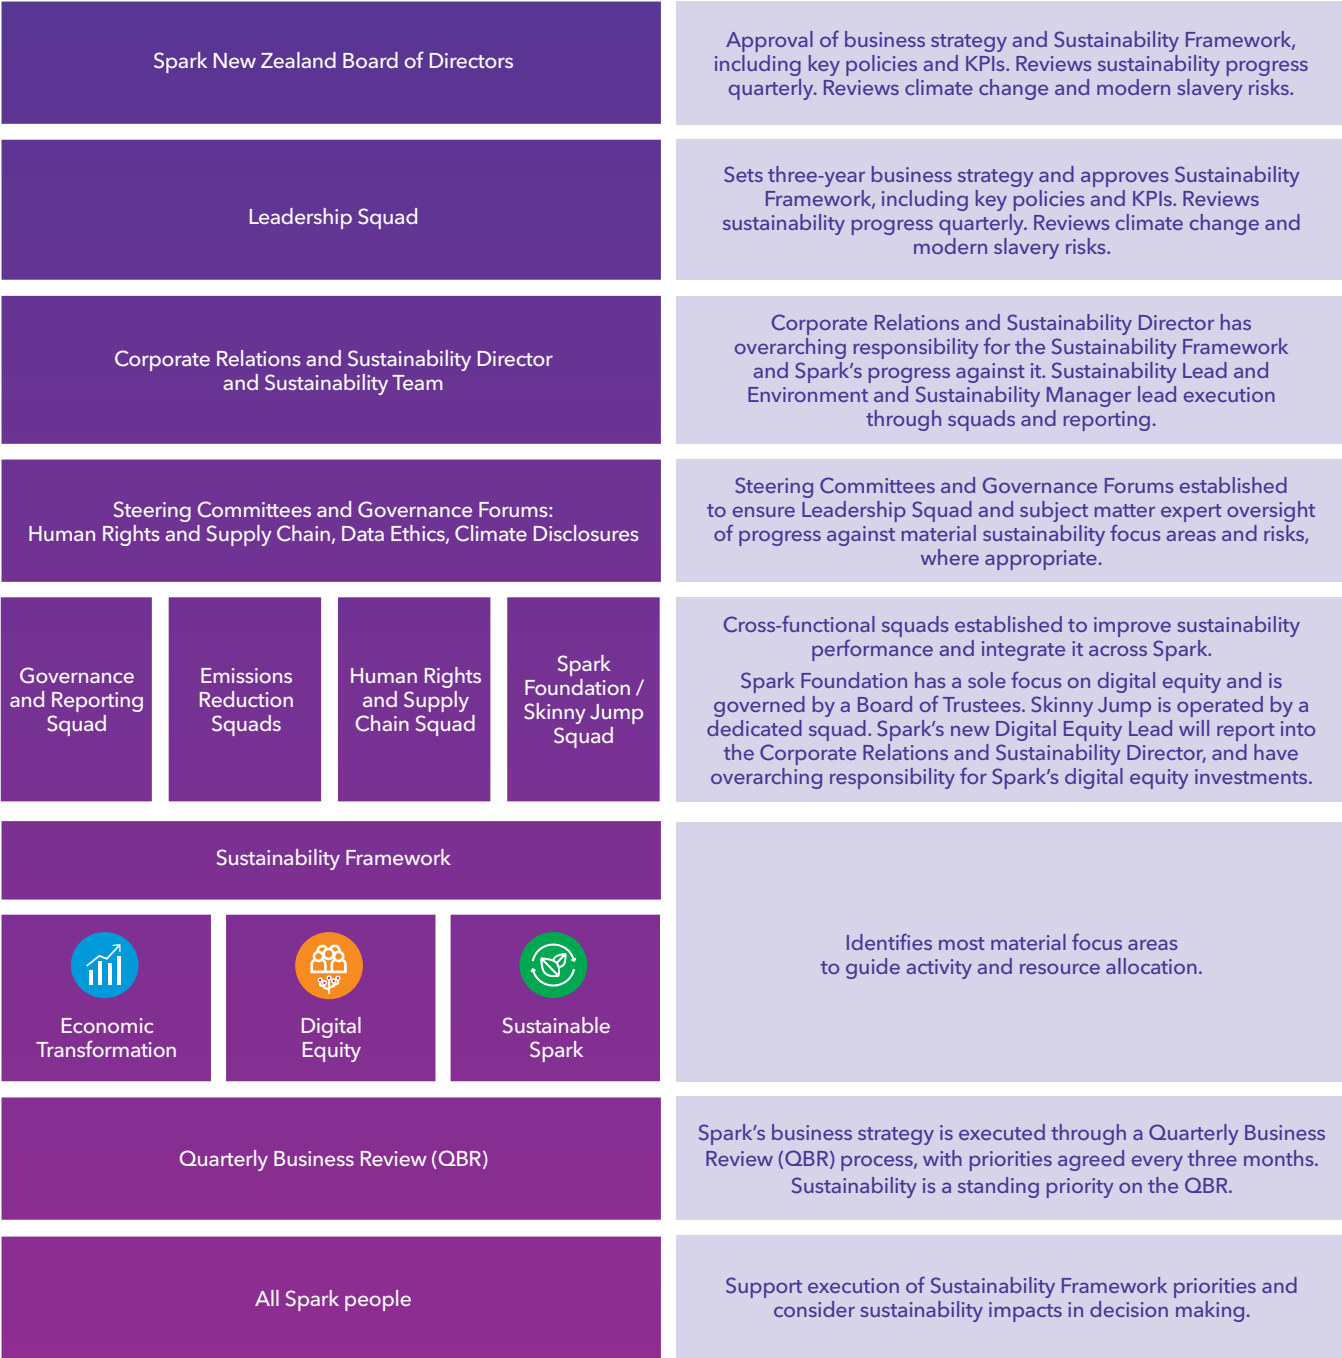 Spark New Zealand Board of Directors
Approval of business strategy and Sustainability Framework,
including key policies and KPIs. Reviews sustainability progress
quarterly. Reviews climate change and modern slavery risks.
Leadership Squad
Sets three-year business strategy and approves Sustainability
Framework, including key policies and KPIs. Reviews
sustainability progress quarterly. Reviews climate change and
modern slavery risks.
Corporate Relations and Sustainability Director
and Sustainability Team
Corporate Relations and Sustainability Director has
overarching responsibility for the Sustainability Framework
and Spark’s progress against it. Sustainability Lead and
Environment and Sustainability Manager lead execution
through squads and reporting.
Steering Committees and Governance Forums:
Human Rights and Supply Chain, Data Ethics, Climate Disclosures
Steering Committees and Governance Forums established
to ensure Leadership Squad and subject matter expert oversight
of progress against material sustainability focus areas and risks,
where appropriate.
Governance
and Reporting
Squad
Emissions
Reduction
Squads
Human Rights
and Supply
Chain Squad
Spark
Foundation /
Skinny Jump
Squad
Cross-functional squads established to improve sustainability
performance and integrate it across Spark.
Spark Foundation has a sole focus on digital equity and is
governed by a Board of Trustees. Skinny Jump is operated by a
dedicated squad. Spark’s new Digital Equity Lead will report into
the Corporate Relations and Sustainability Director, and have
overarching responsibility for Spark’s digital equity investments.
Sustainability Framework
Economic
Transformation
Digital
Equity
Sustainable
Spark
Identifies most material focus areas
to guide activity and resource allocation.
Quarterly Business Review (QBR)
Spark’s business strategy is executed through a Quarterly Business
Review (QBR) process, with priorities agreed every three months.
Sustainability is a standing priority on the QBR.
All Spark people
Support execution of Sustainability Framework priorities and
consider sustainability impacts in decision making.